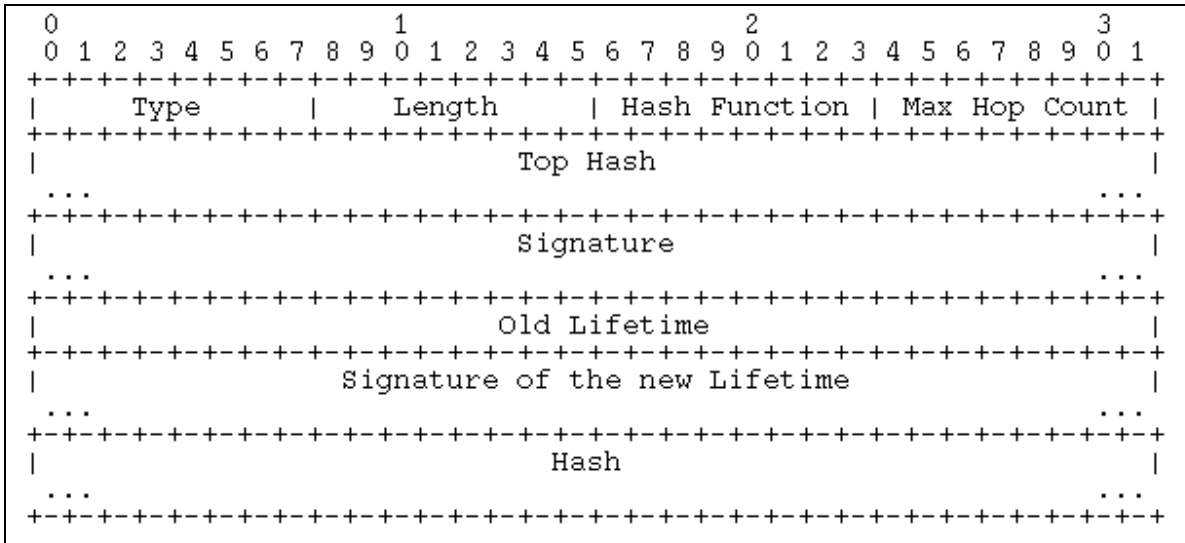 0                   1                   2                   3
0 1 2 3 4 5 6 7 8 9 0 1 2 3 4 5 6 7 8 9 0 1 2 3 4 5 6 7 8 9 0 1
+-+-+-+-+-+-+-+-+-+-+-+-+-+-+-+-+-+-+-+-+-+-+-+-+-+-+-+-+-+-+-+-+
|     Type      |    Length     | Hash Function | Max Hop Count |
+-+-+-+-+-+-+-+-+-+-+-+-+-+-+-+-+-+-+-+-+-+-+-+-+-+-+-+-+-+-+-+-+
|                          Top Hash                             |
...                                                          ...
+-+-+-+-+-+-+-+-+-+-+-+-+-+-+-+-+-+-+-+-+-+-+-+-+-+-+-+-+-+-+-+-+
|                          Signature                            |
...                                                          ...
+-+-+-+-+-+-+-+-+-+-+-+-+-+-+-+-+-+-+-+-+-+-+-+-+-+-+-+-+-+-+-+-+
|                         Old Lifetime                          |
+-+-+-+-+-+-+-+-+-+-+-+-+-+-+-+-+-+-+-+-+-+-+-+-+-+-+-+-+-+-+-+-+
|                Signature of the new Lifetime                  |
...                                                          ...
+-+-+-+-+-+-+-+-+-+-+-+-+-+-+-+-+-+-+-+-+-+-+-+-+-+-+-+-+-+-+-+-+
|                            Hash                               |
...                                                          ...
+-+-+-+-+-+-+-+-+-+-+-+-+-+-+-+-+-+-+-+-+-+-+-+-+-+-+-+-+-+-+-+-+